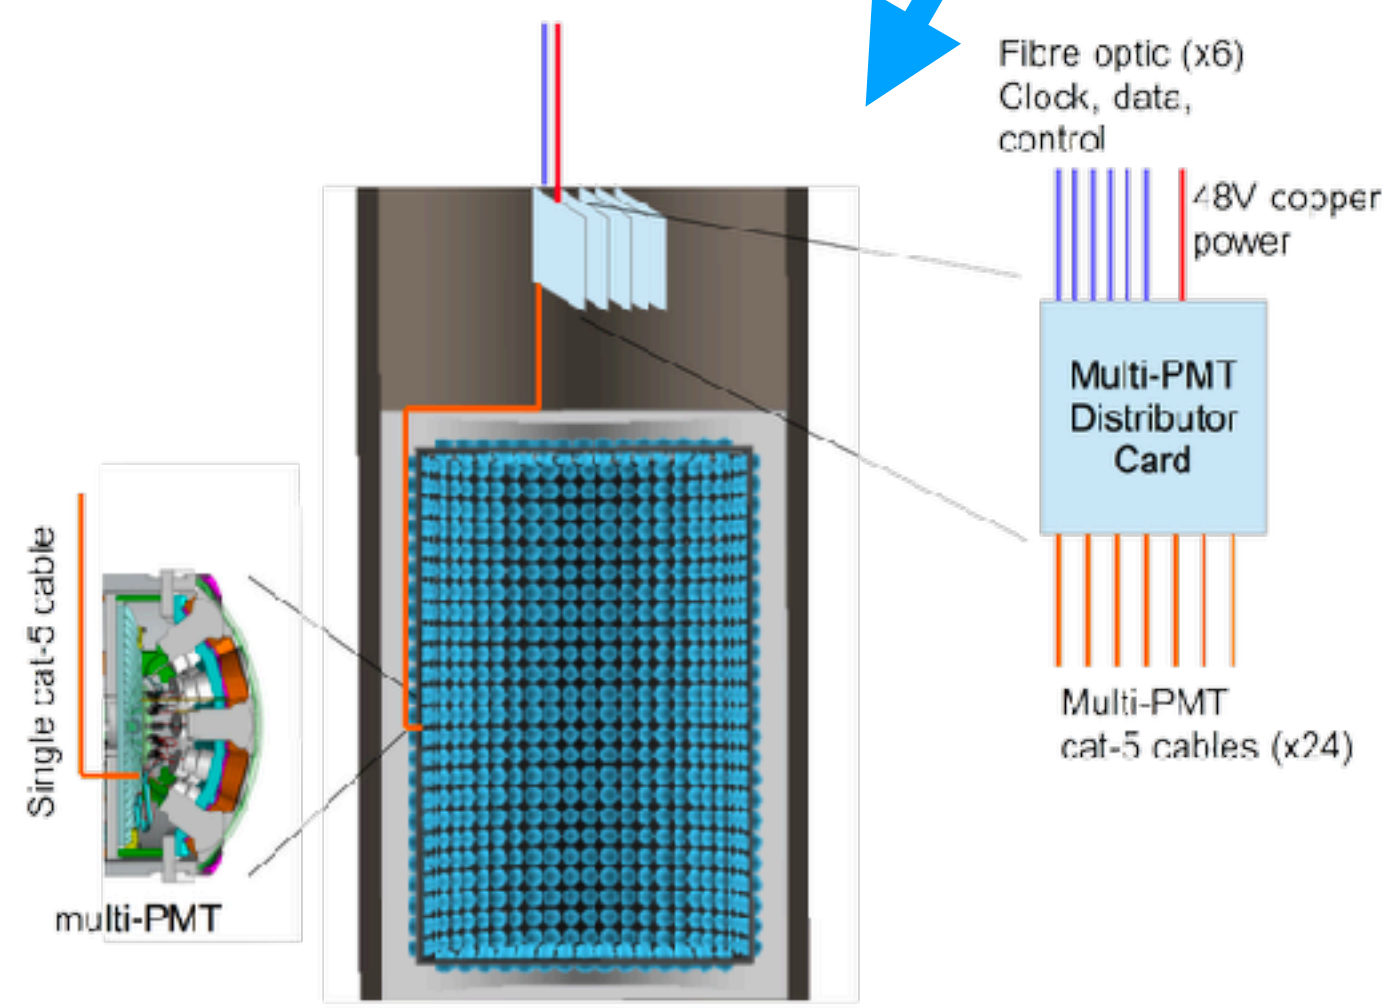 Fibre optic (x6)
Clock, data,
control
48V copper
power
Multi-PMT
Distributor
Card
Single cat-5 cable
multi-PMT
Multi-PMT
cat-5 cables (x24)